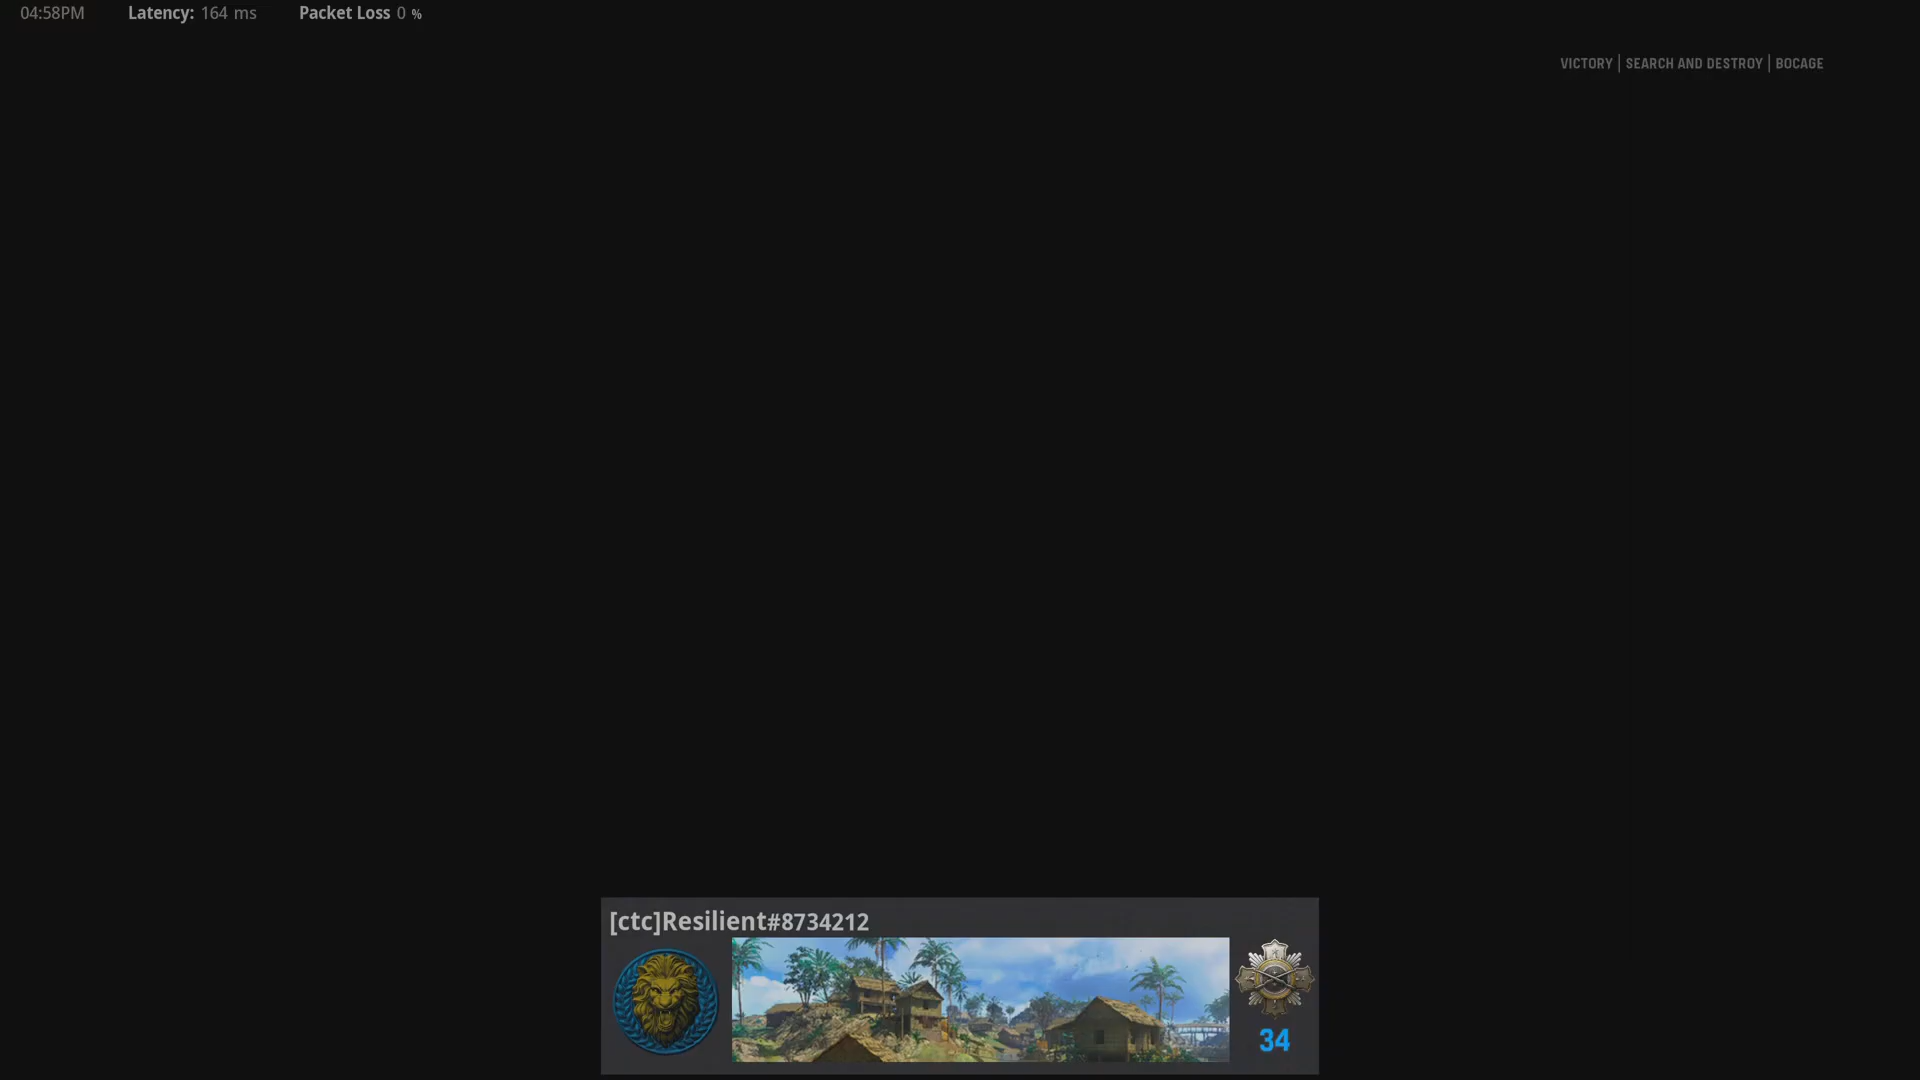 04:58PM Latency: 164 ms Packet Loss 0 %
VICTORY | SEARCH AND DESTROY | BOCAGE
[ctc]Resilient#8734212
34